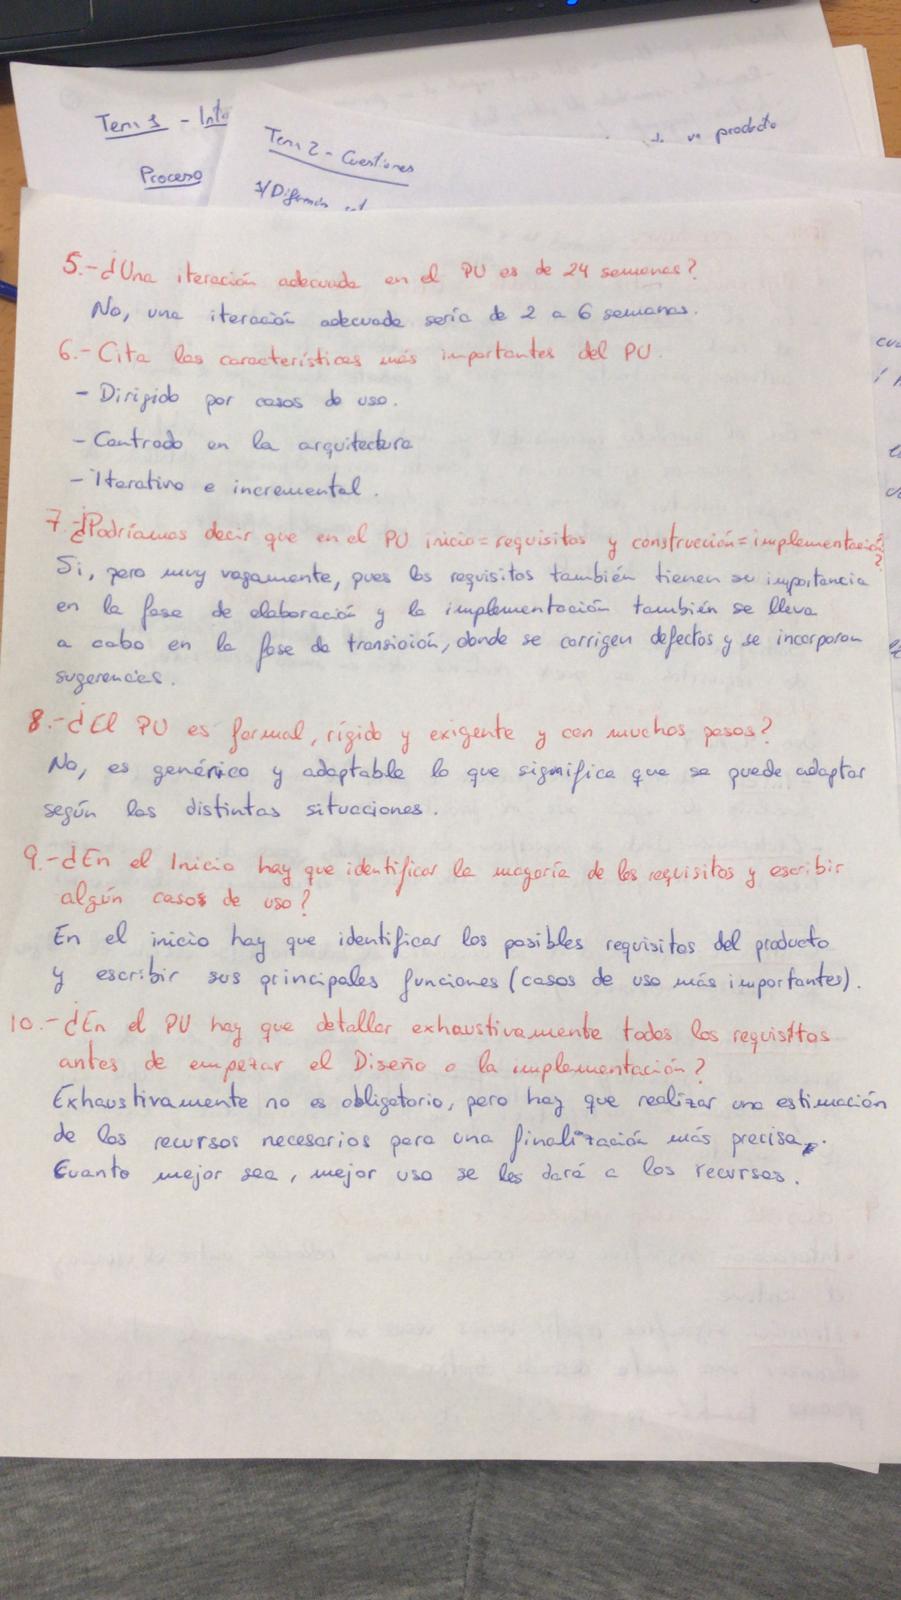 Tema 1 - Into
Proceso
Tema 2 - Cuestiones
1/
un producto
5.- ¿Una iteración adecuada en el PU es de 24 semanas?
No, una iteración adecuada sería de 2 a 6 semanas.
6.- Cita las características más importantes del PU.
- Dirigido por casos de uso.
- Centrado en la arquitectura
- Iterativo e incremental.
7.- ¿Podríamos decir que en el PU inicio = requisitos y construcción = implementación?
Si, pero muy vagamente, pues los requisitos también tienen su importancia
en la fase de elaboración y la implementación también se lleva
a cabo en la fase de transición, donde se corrigen defectos y se incorporan
sugerencias.
8.- ¿El PU es formal, rígido y exigente y con muchos pasos?
No, es genérico y adaptable lo que significa que se puede adaptar
según las distintas situaciones.
9.- ¿En el Inicio hay que identificar la mayoría de los requisitos y escribir
algún casos de uso?
En el inicio hay que identificar los posibles requisitos del producto
y escribir sus principales funciones (casos de uso más importantes).
10.- ¿En el PU hay que detallar exhaustivamente todos los requisitos
antes de empezar el Diseño o la implementación?
Exhaustivamente no es obligatorio, pero hay que realizar una estimación
de los recursos necesarios para una finalización más precisa.
Cuanto mejor sea, mejor uso se les dará a los recursos.